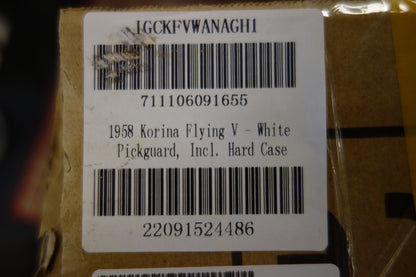 IGCKFVWANAGH1
711106091655
1958 Korina Flying V - White
Pickguard, Incl. Hard Case
22091524486